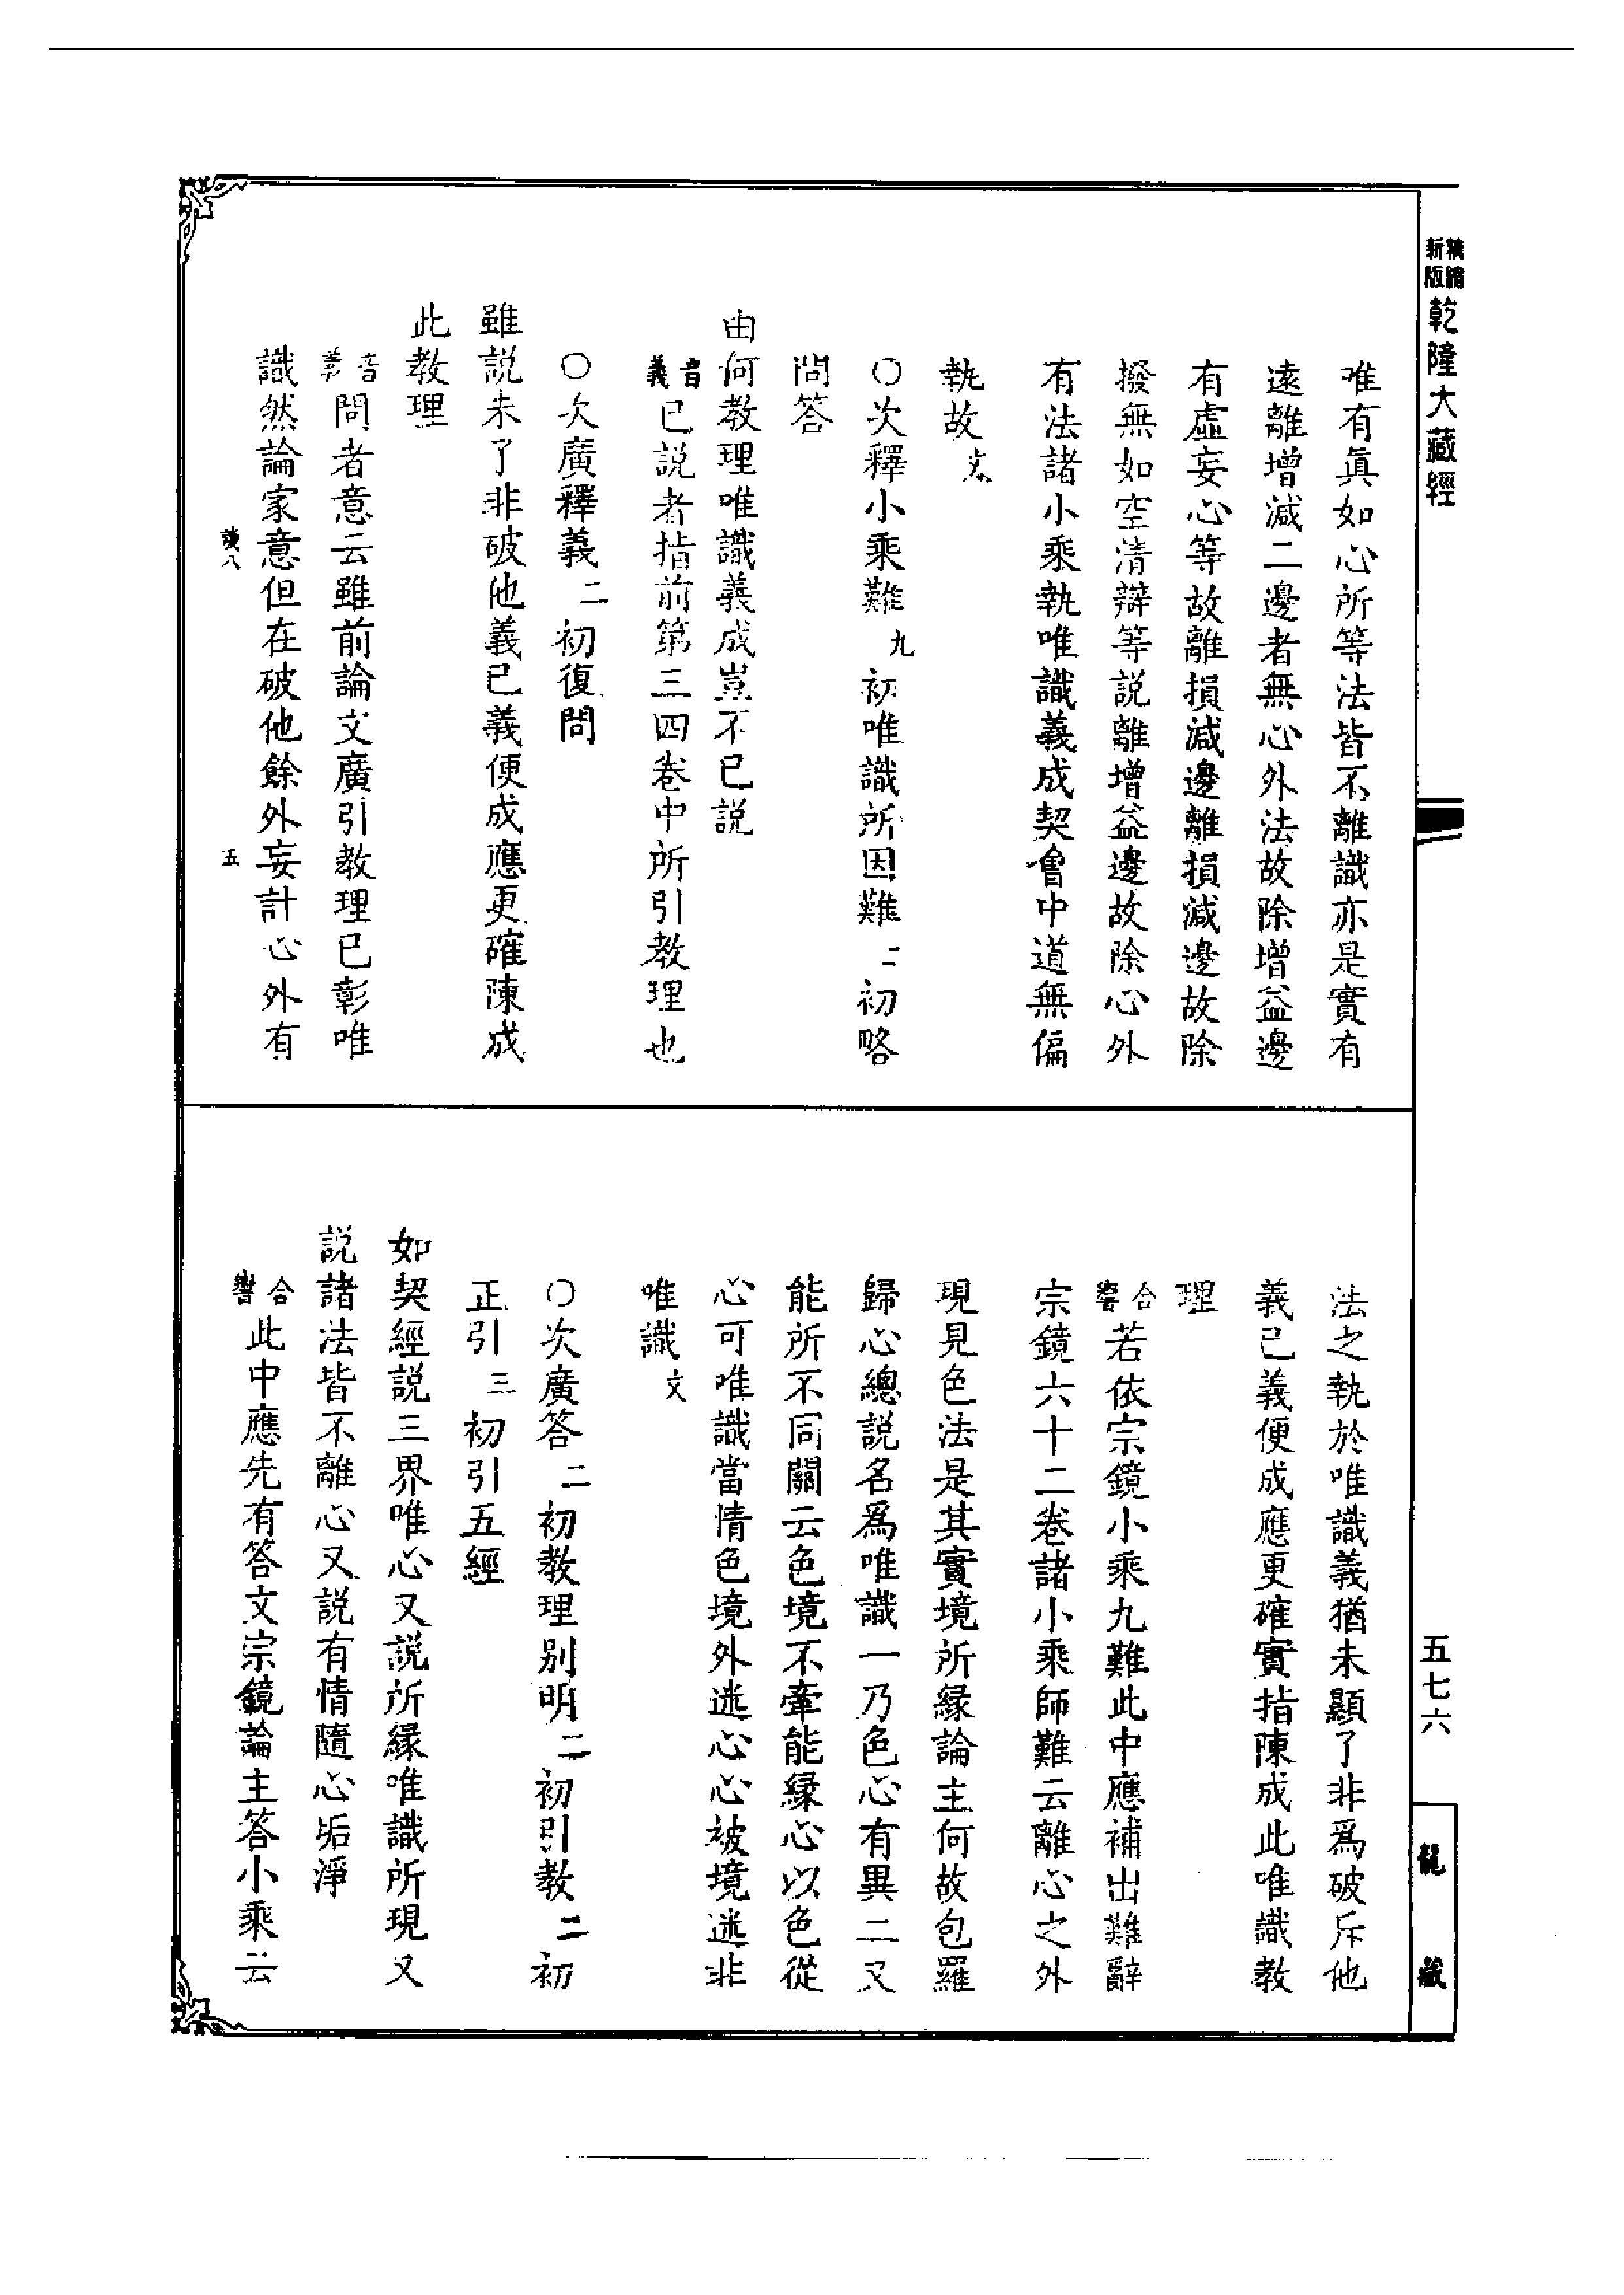 精縮新版乾隆大藏經
五七六
龍藏
唯有眞如心所等法皆不離識亦是實有
遠離增減二邊者無心外法故除增益邊
有虛妄心等故離損減邊離損減邊故除
撥無如空清辯等說離增益邊故除心外
有法諸小乘執唯識義成契會中道無偏
執故文
○次釋小乘難九初唯識所因難二初略
問答
由何教理唯識義成豈不已說
音義已說者指前第三四卷中所引教理也
○次廣釋義二初復問
雖說未了非破他義已義便成應更確陳成
此教理
音義問者意云雖前論文廣引教理已彰唯
識然論家意但在破他餘外妄計心外有
五
法之執於唯識義猶未顯了非爲破斥他
義已義便成應更確實指陳成此唯識教
理
合響若依宗鏡小乘九難此中應補出難辭
宗鏡六十二卷諸小乘師難云離心之外
現見色法是其實境所緣論主何故包羅
歸心總說名爲唯識一乃色心有異二又
能所不同關云色境不牽能緣心以色從
心可唯識當情色境外迷心心被境迷非
唯識文
○次廣答二初教理別明二初引教二初
正引三初引五經
如契經說三界唯心又說所緣唯識所現又
說諸法皆不離心又說有情隨心垢淨
合響此中應先有答文宗鏡論主答小乘云